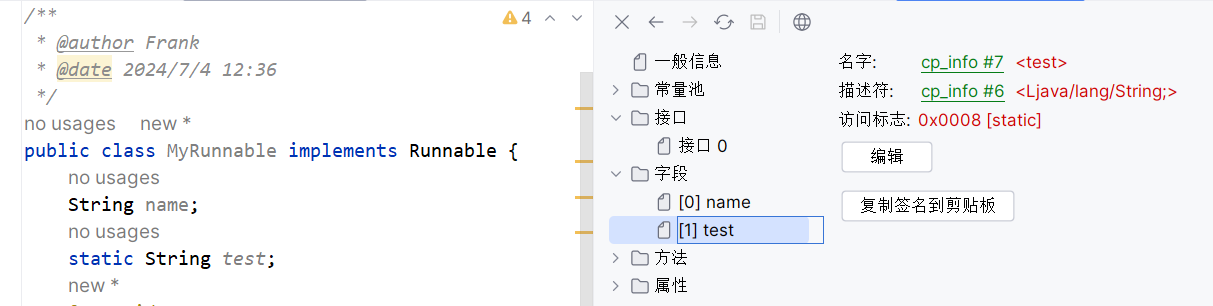 /**
 * @author Frank
 * @date 2024/7/4 12:36
 */
no usages new *
public class MyRunnable implements Runnable {
no usages
String name;
no usages
static String test;
new *
4
一般信息
常量池
接口
接口 0
字段
[0] name
[1] test
方法
属性
名字: cp_info #7 <test>
描述符: cp_info #6 <Ljava/lang/String;>
访问标志: 0x0008 [static]
编辑
复制签名到剪贴板